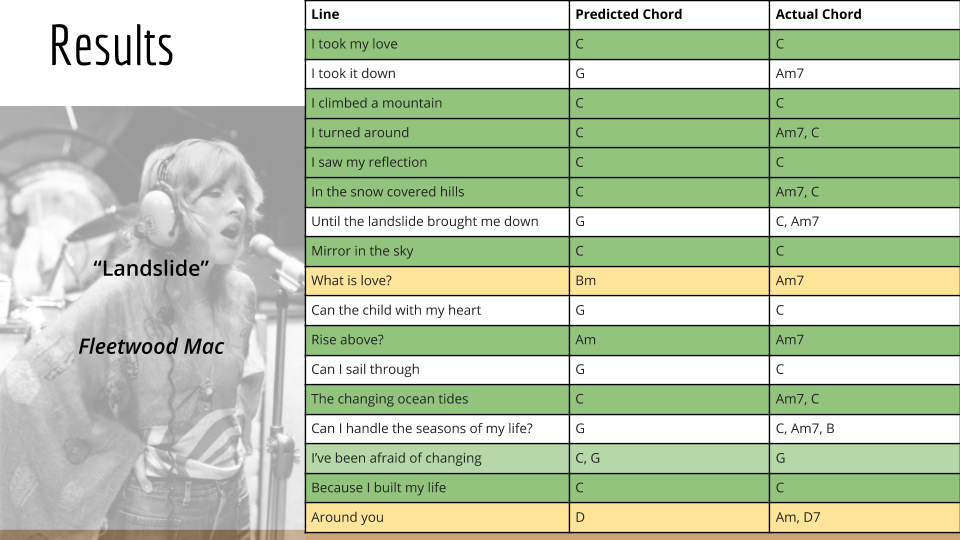 Results
“Landslide”
Fleetwood Mac
Line Predicted Chord Actual Chord
I took my love C C
I took it down G Am7
I climbed a mountain C C
I turned around C Am7, C
I saw my reflection C C
In the snow covered hills C Am7, C
Until the landslide brought me down G C, Am7
Mirror in the sky C C
What is love? Bm Am7
Can the child with my heart G C
Rise above? Am Am7
Can I sail through G C
The changing ocean tides C Am7, C
Can I handle the seasons of my life? G C, Am7, B
I’ve been afraid of changing C, G G
Because I built my life C C
Around you D Am, D7